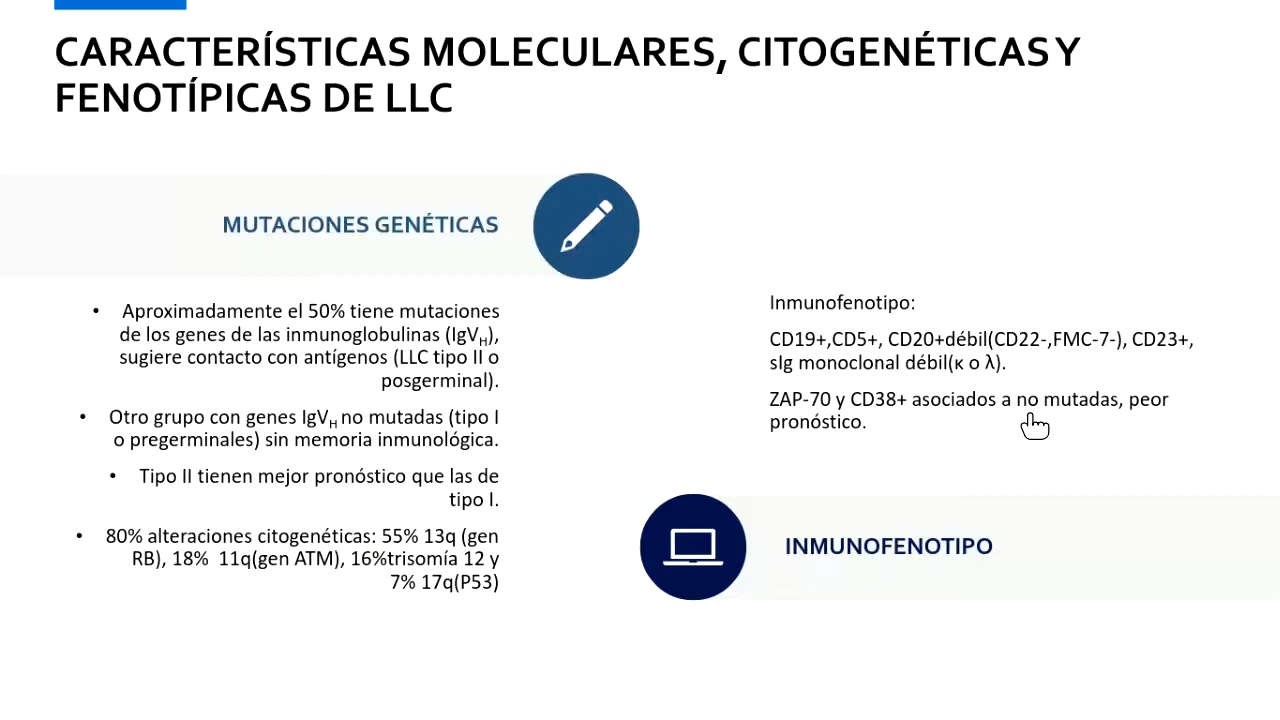 CARACTERÍSTICAS MOLECULARES, CITOGENÉTICAS Y
FENOTÍPICAS DE LLC
MUTACIONES GENÉTICAS
• Aproximadamente el 50% tiene mutaciones
de los genes de las inmunoglobulinas (IgVH),
sugiere contacto con antígenos (LLC tipo II o
posgerminal).
• Otro grupo con genes IgVH no mutadas (tipo I
o pregerminales) sin memoria inmunológica.
• Tipo II tienen mejor pronóstico que las de
tipo I.
• 80% alteraciones citogenéticas: 55% 13q (gen
RB), 18% 11q(gen ATM), 16%trisomía 12 y
7% 17q(P53)
Inmunofenotipo:
CD19+,CD5+, CD20+débil(CD22-,FMC-7-), CD23+,
sIg monoclonal débil(κ o λ).
ZAP-70 y CD38+ asociados a no mutadas, peor
pronóstico.
INMUNOFENOTIPO